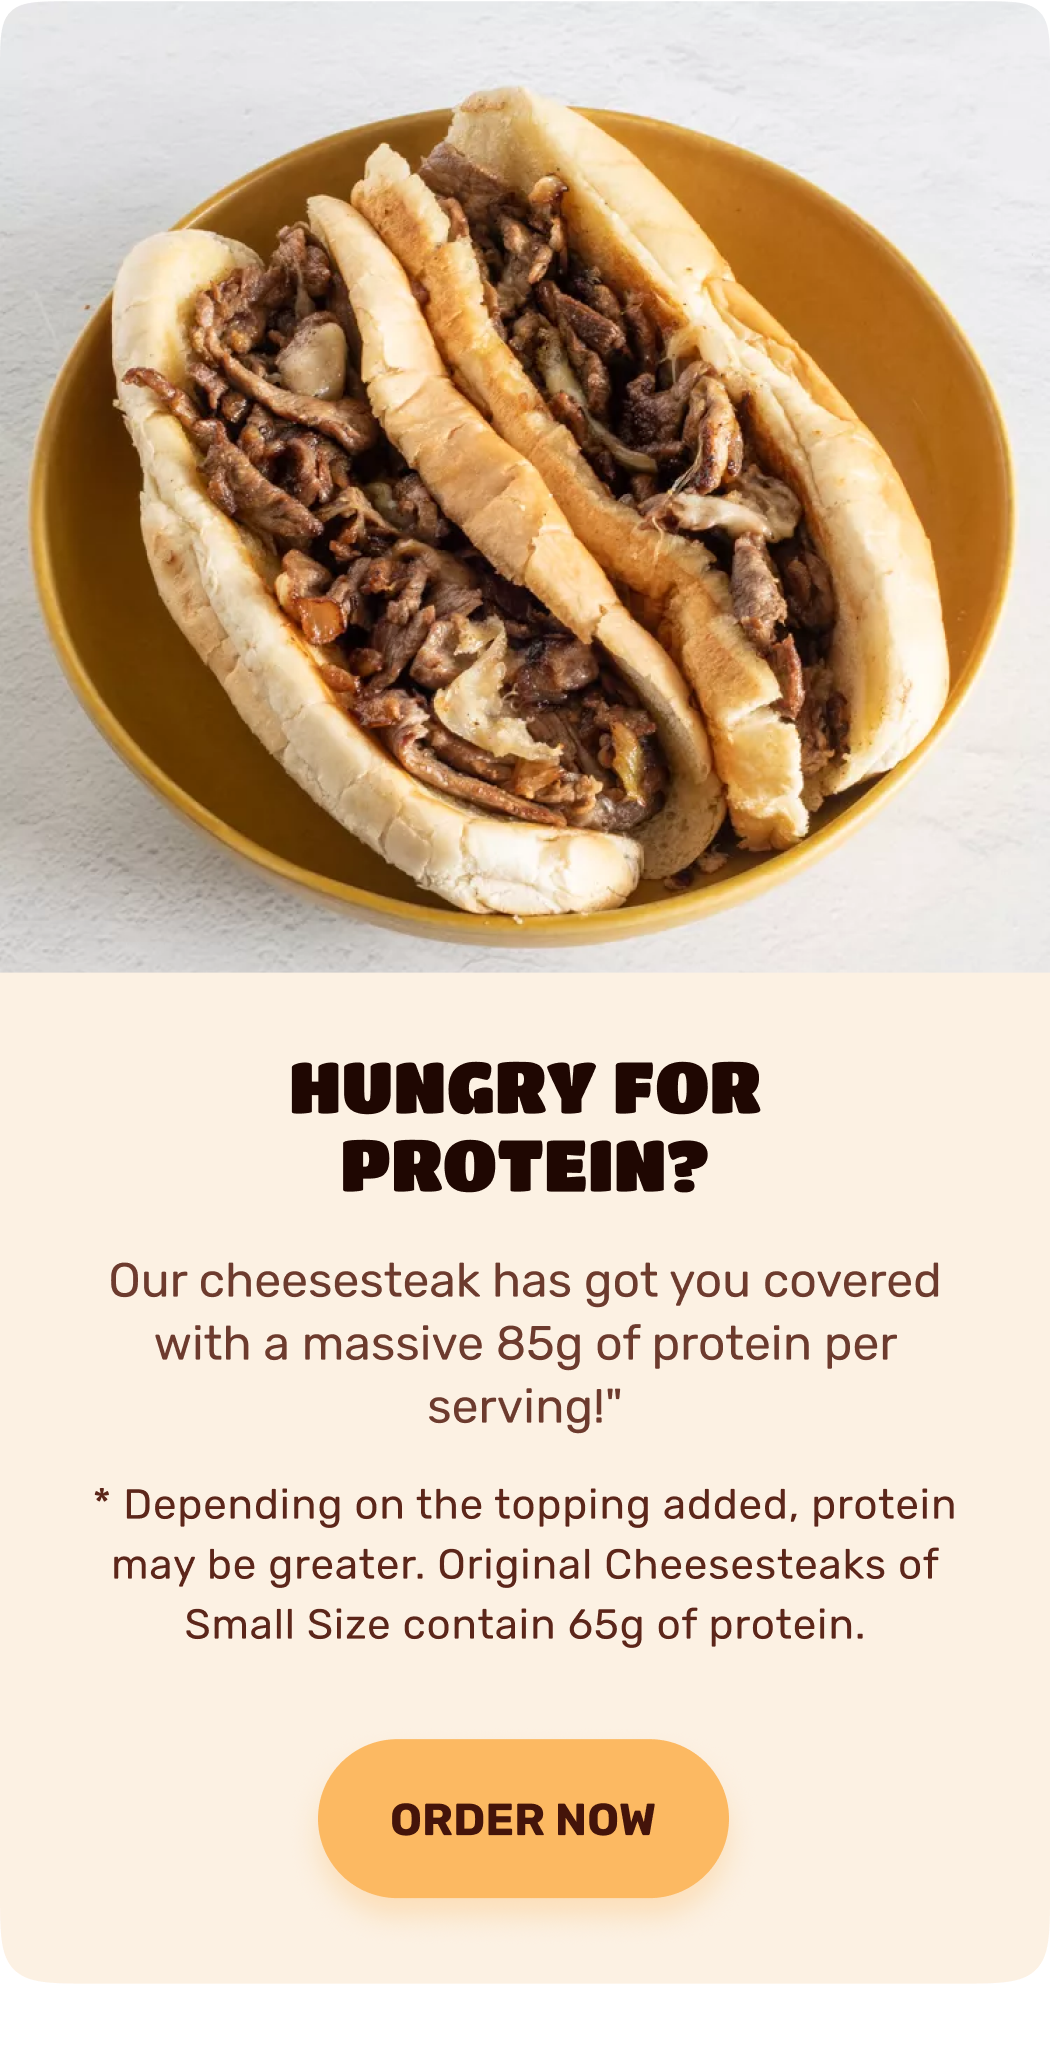 HUNGRY FOR
PROTEIN?
Our cheesesteak has got you covered
with a massive 85g of protein per
serving!"
* Depending on the topping added, protein
may be greater. Original Cheesesteaks of
Small Size contain 65g of protein.
ORDER NOW